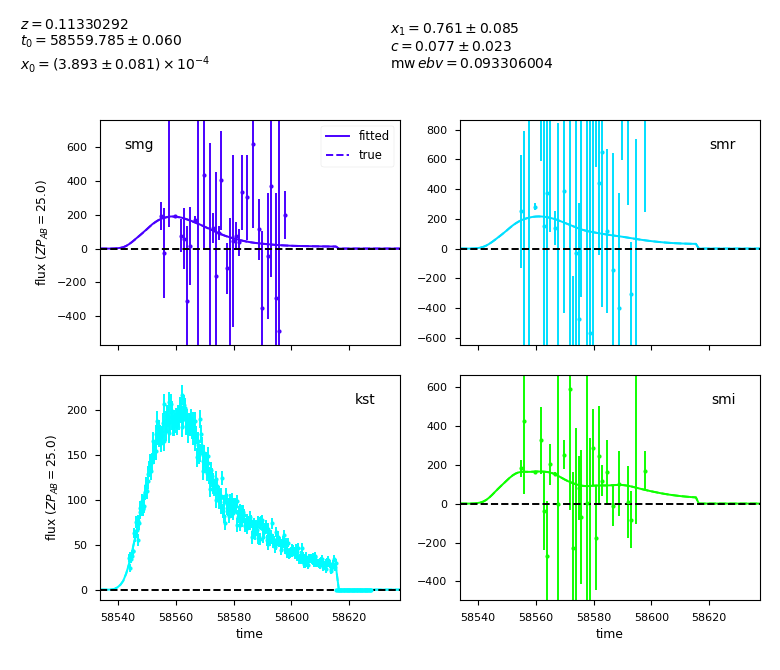 z = 0.11330292
t₀ = 58559.785 ± 0.060
x₀ = (3.893 ± 0.081) × 10⁻⁴
x₁ = 0.761 ± 0.085
c = 0.077 ± 0.023
mw ebv = 0.093306004
smg
fitted
true
600
400
200
0
−200
−400
flux (ZP_AB = 25.0)
smr
800
600
400
200
0
−200
−400
−600
kst
200
150
100
50
0
flux (ZP_AB = 25.0)
58540 58560 58580 58600 58620
time
smi
600
400
200
0
−200
−400
58540 58560 58580 58600 58620
time